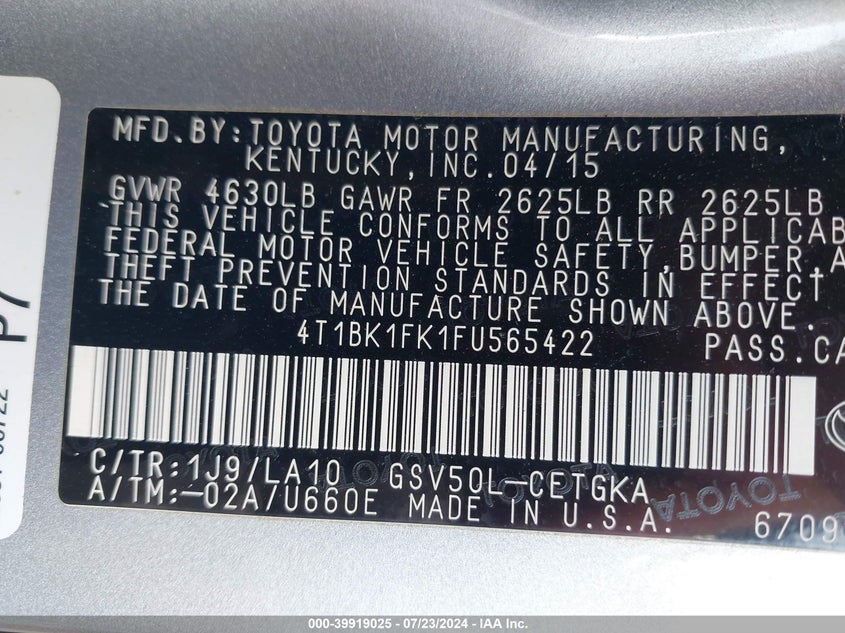 MFD.BY:TOYOTA MOTOR MANUFACTURING,
KENTUCKY,INC.04/15
GVWR 4630LB GAWR FR 2625LB RR 2625LB
THIS VEHICLE CONFORMS TO ALL APPLICAB
FEDERAL MOTOR VEHICLE SAFETY,BUMPER,A
THEFT PREVENTION STANDARDS IN EFFECT
THE DATE OF MANUFACTURE SHOWN ABOVE.
4T1BK1FK1FU565422 PASS.CA
C/TR:1J9/LA10 GSV50L-CETGKA
A/TM:-02A/U660E MADE IN U.S.A.
6709
P7
TOYOTA
000-39919025 - 07/23/2024 - IAA Inc.